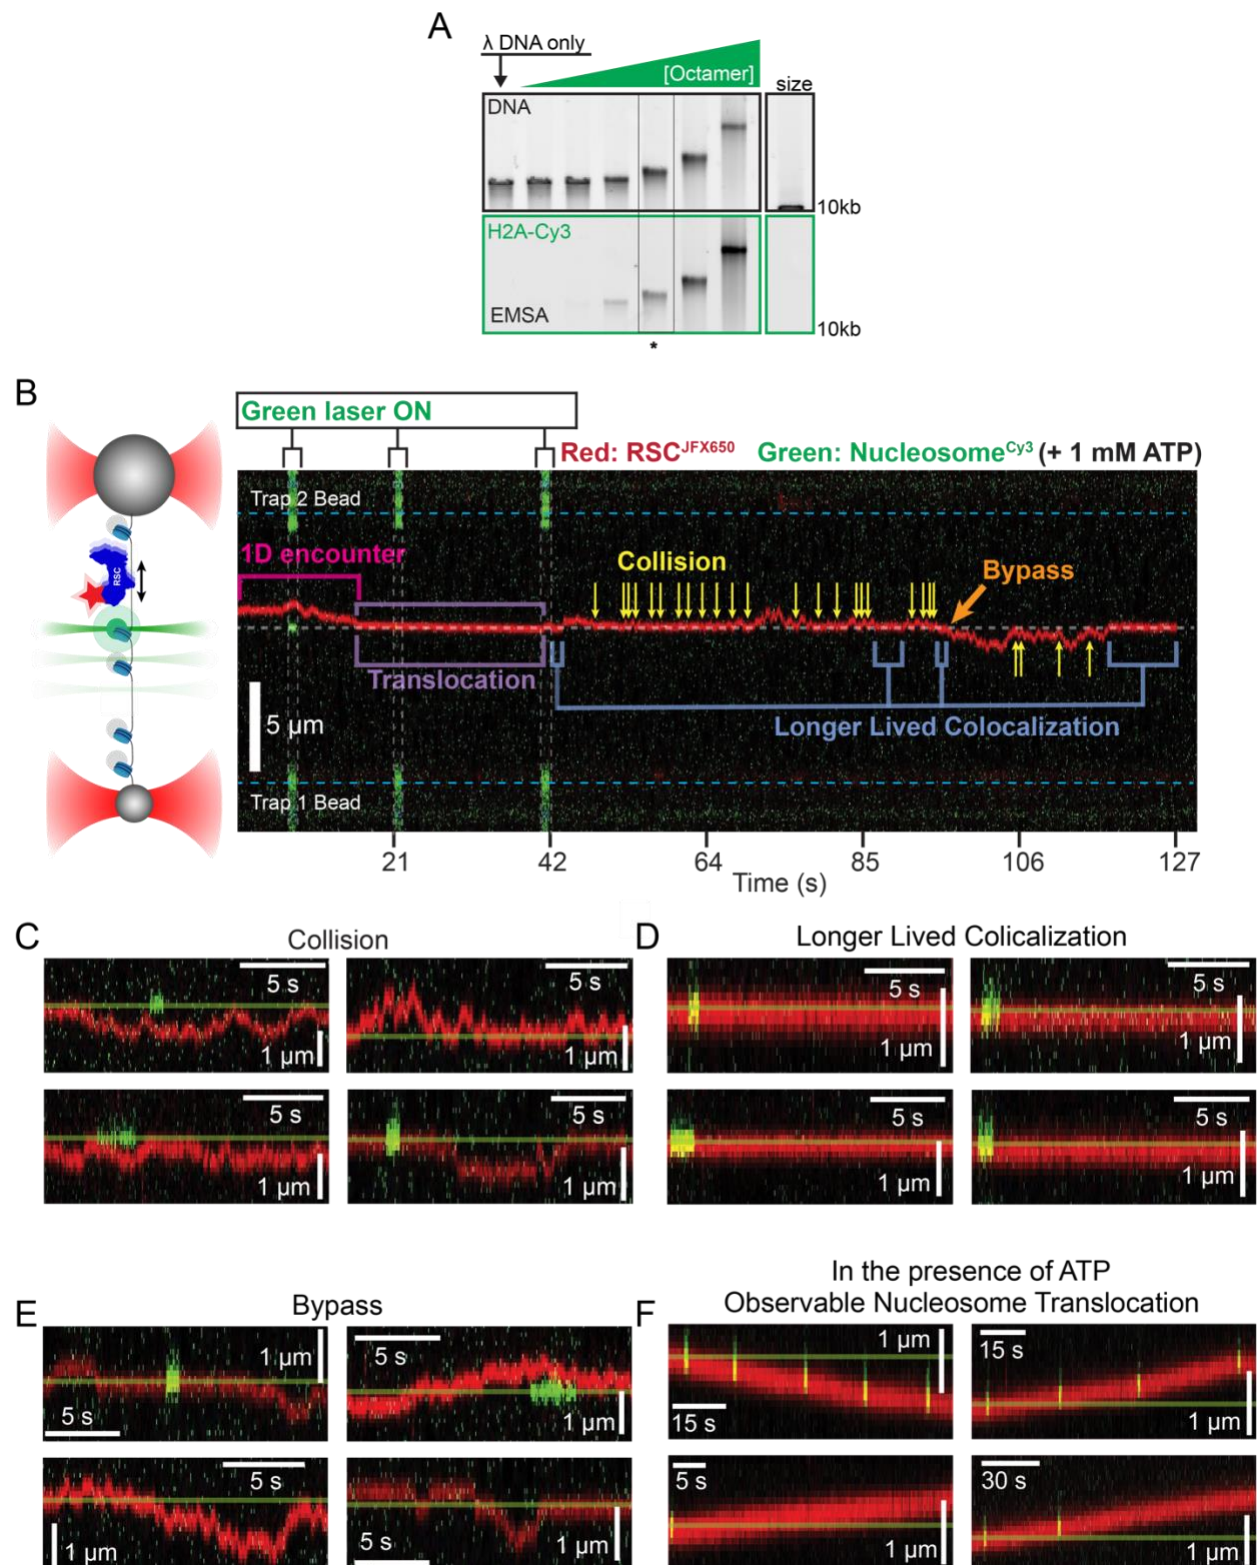 A
λ DNA only
[Octamer]
size
DNA
10kb
H2A-Cy3
EMSA
10kb
*
B
Green laser ON
Red: RSC^JFX650 Green: Nucleosome^Cy3 (+ 1 mM ATP)
Trap 2 Bead
1D encounter
Collision
Bypass
RSC
Translocation
5 μm
Longer Lived Colocalization
Trap 1 Bead
21 42 64 85 106 127
Time (s)
C
Collision
5 s
1 μm
5 s
1 μm
5 s
1 μm
5 s
1 μm
D
Longer Lived Colicalization
5 s
1 μm
5 s
1 μm
5 s
1 μm
5 s
1 μm
E
Bypass
1 μm
5 s
5 s
1 μm
5 s
1 μm
5 s
1 μm
F
In the presence of ATP
Observable Nucleosome Translocation
1 μm
15 s
15 s
1 μm
5 s
1 μm
30 s
1 μm